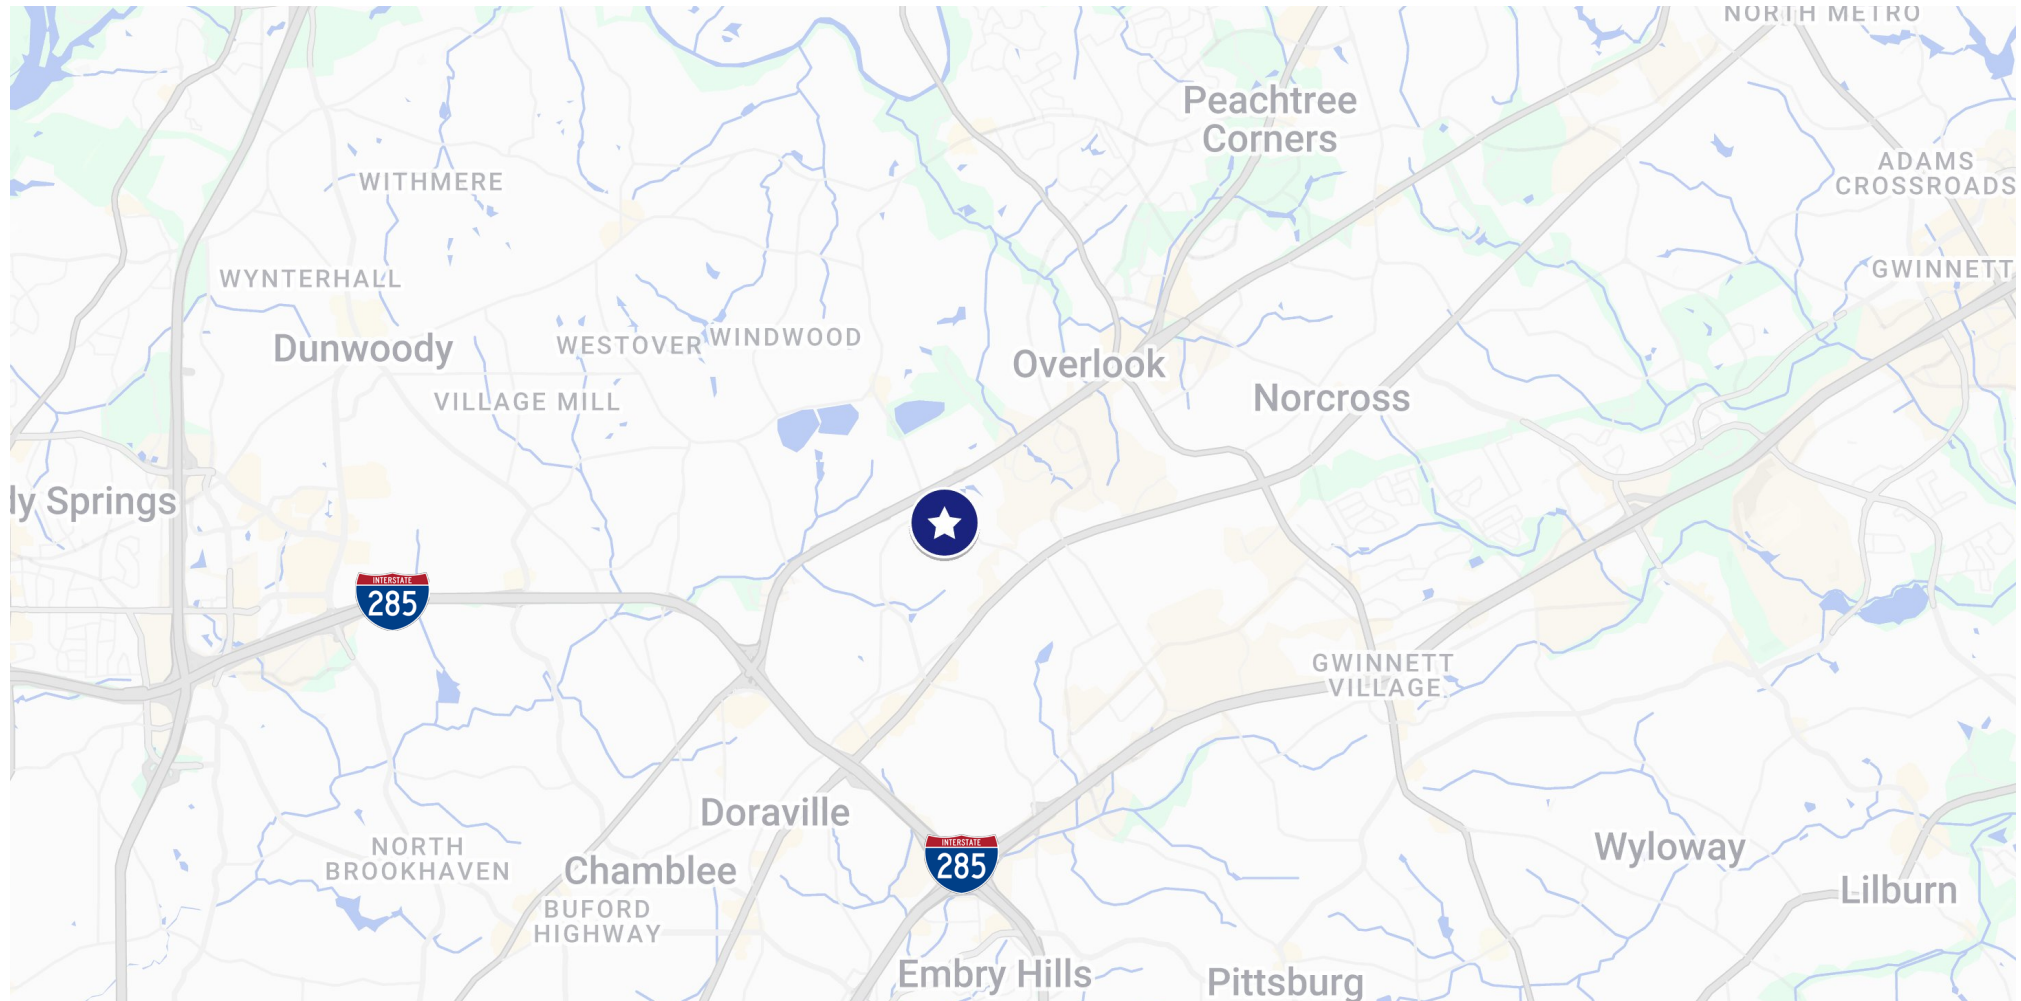 NORTH METRO
Peachtree
Corners
ADAMS
CROSSROADS
WITHMERE
GWINNETT
WYNTERHALL
Dunwoody
WESTOVER
WINDWOOD
Overlook
VILLAGE MILL
Norcross
dy Springs
INTERSTATE
285
GWINNETT
VILLAGE
Doraville
INTERSTATE
285
NORTH
BROOKHAVEN
Chamblee
Wyloway
Lilburn
BUFORD
HIGHWAY
Embry Hills
Pittsburg